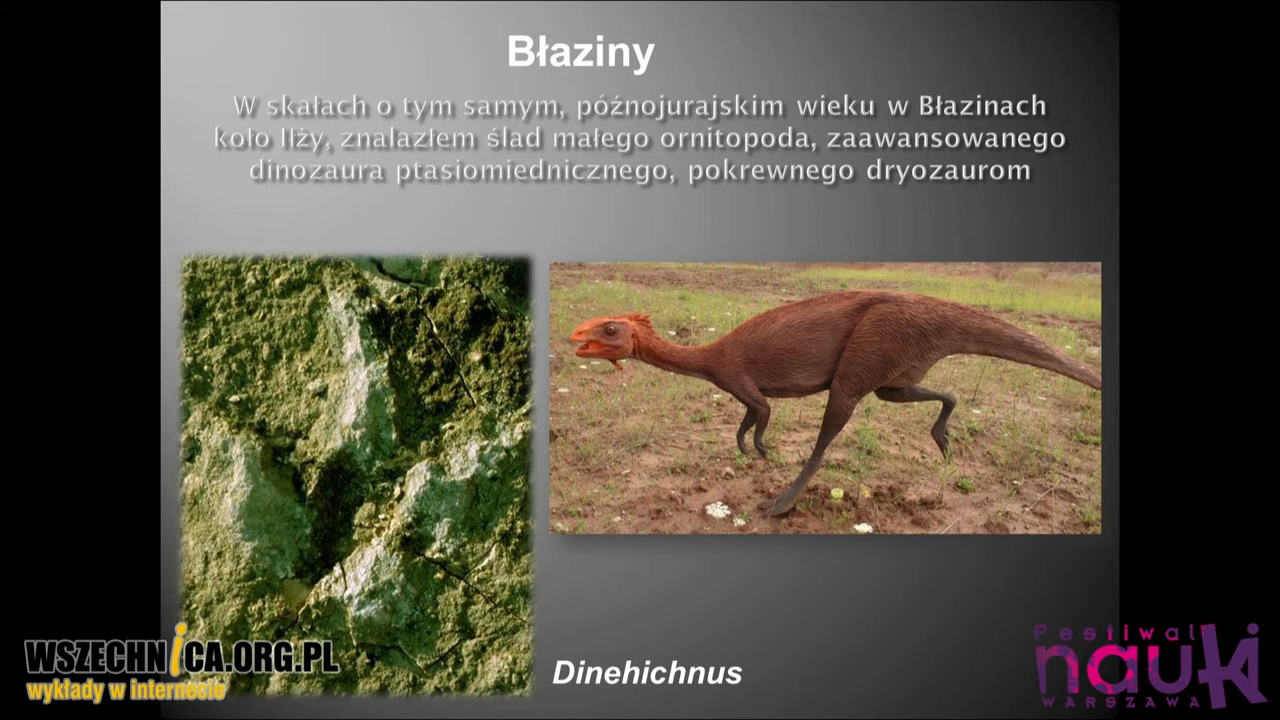 Błaziny
W skałach o tym samym, późnojurajskim wieku w Błazinach
koło Iłży, znalazłem ślad małego ornitopoda, zaawansowanego
dinozaura ptasiomiednicznego, pokrewnego dryozaurom
Dinehichnus
WSZECHNiCA.ORG.PL
wykłady w internecie
Festiwal
nauki
WARSZAWA